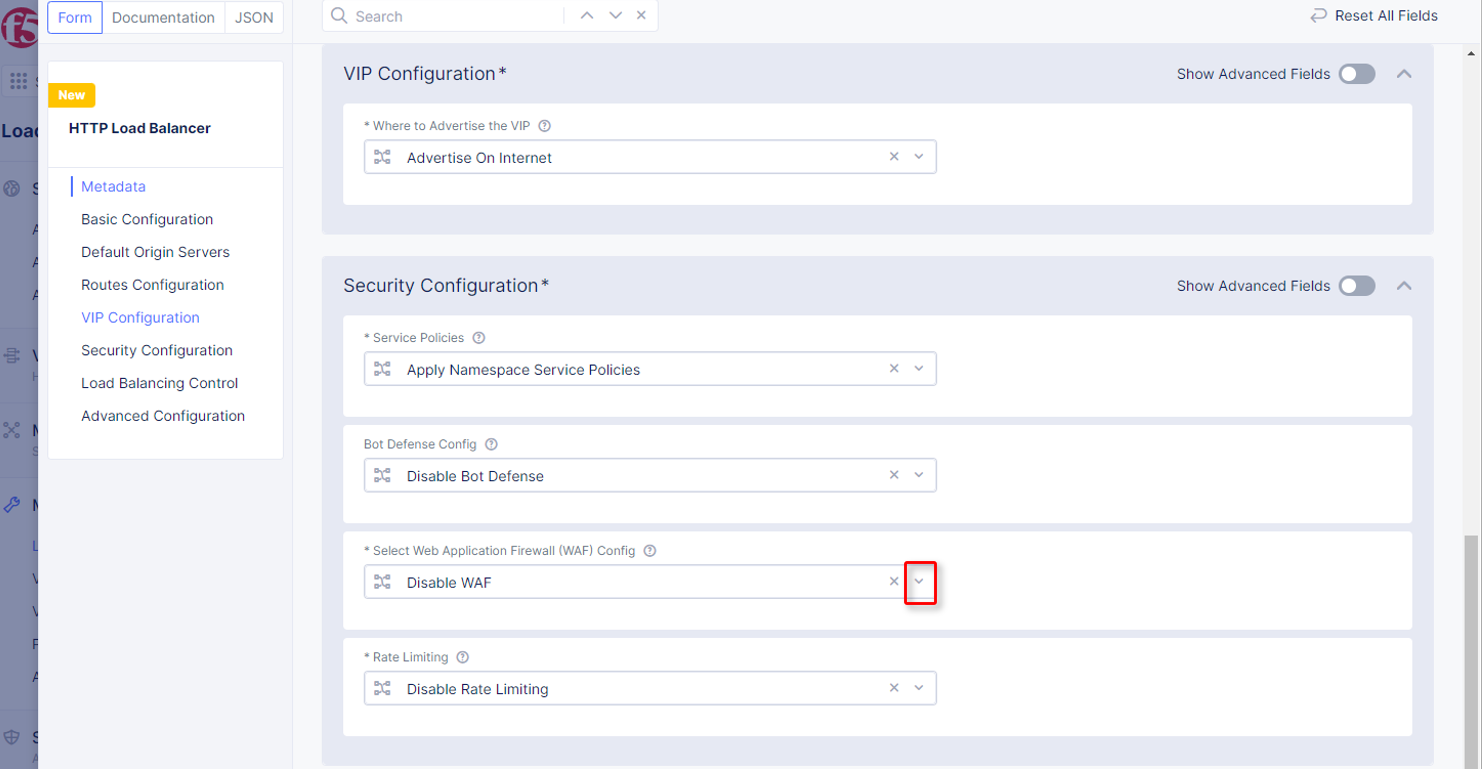 Form Documentation JSON
Search
Reset All Fields
f5
New
HTTP Load Balancer
Metadata
Basic Configuration
Default Origin Servers
Routes Configuration
VIP Configuration
Security Configuration
Load Balancing Control
Advanced Configuration
VIP Configuration*
Show Advanced Fields
* Where to Advertise the VIP
Advertise On Internet
Security Configuration*
Show Advanced Fields
* Service Policies
Apply Namespace Service Policies
Bot Defense Config
Disable Bot Defense
* Select Web Application Firewall (WAF) Config
Disable WAF
* Rate Limiting
Disable Rate Limiting